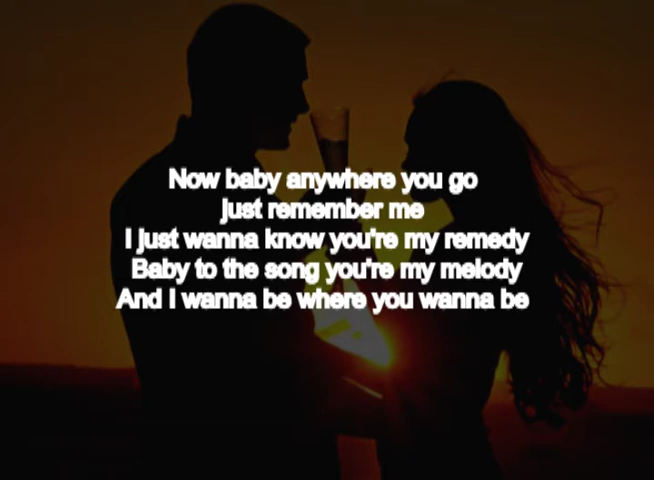 Now baby anywhere you go
just remember me
I just wanna know you're my remedy
Baby to the song you're my melody
And I wanna be where you wanna be